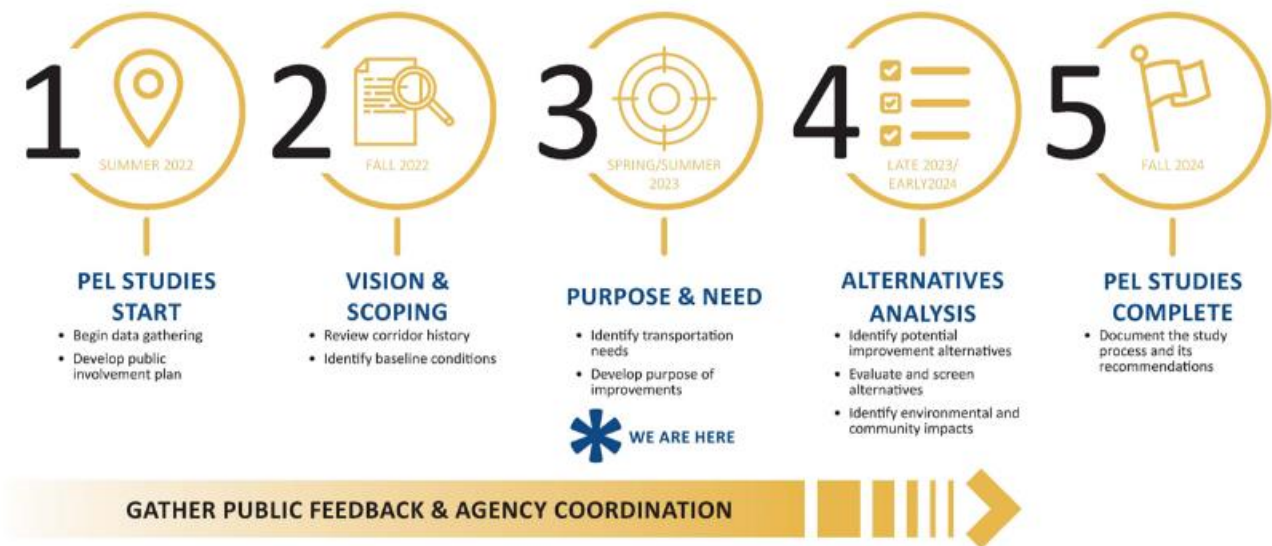 1
SUMMER 2022
PEL STUDIES
START
• Begin data gathering
• Develop public
involvement plan
2
FALL 2022
VISION &
SCOPING
• Review corridor history
• Identify baseline conditions
3
SPRING/SUMMER
2023
PURPOSE & NEED
• Identify transportation
needs
• Develop purpose of
improvements
WE ARE HERE
4
LATE 2023/
EARLY2024
ALTERNATIVES
ANALYSIS
• Identify potential
improvement alternatives
• Evaluate and screen
alternatives
• Identify environmental and
community impacts
5
FALL 2024
PEL STUDIES
COMPLETE
• Document the study
process and its
recommendations
GATHER PUBLIC FEEDBACK & AGENCY COORDINATION